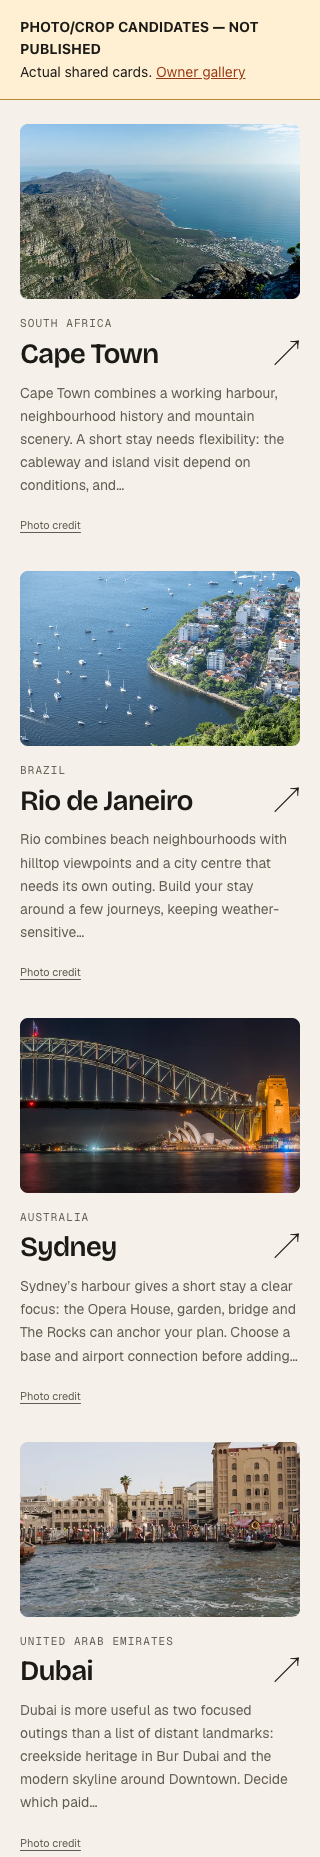 PHOTO/CROP CANDIDATES — NOT
PUBLISHED
Actual shared cards. Owner gallery
SOUTH AFRICA
Cape Town
Cape Town combines a working harbour,
neighbourhood history and mountain
scenery. A short stay needs flexibility: the
cableway and island visit depend on
conditions, and…
Photo credit
BRAZIL
Rio de Janeiro
Rio combines beach neighbourhoods with
hilltop viewpoints and a city centre that
needs its own outing. Build your stay
around a few journeys, keeping weather-
sensitive…
Photo credit
AUSTRALIA
Sydney
Sydney’s harbour gives a short stay a clear
focus: the Opera House, garden, bridge and
The Rocks can anchor your plan. Choose a
base and airport connection before adding…
Photo credit
UNITED ARAB EMIRATES
Dubai
Dubai is more useful as two focused
outings than a list of distant landmarks:
creekside heritage in Bur Dubai and the
modern skyline around Downtown. Decide
which paid…
Photo credit